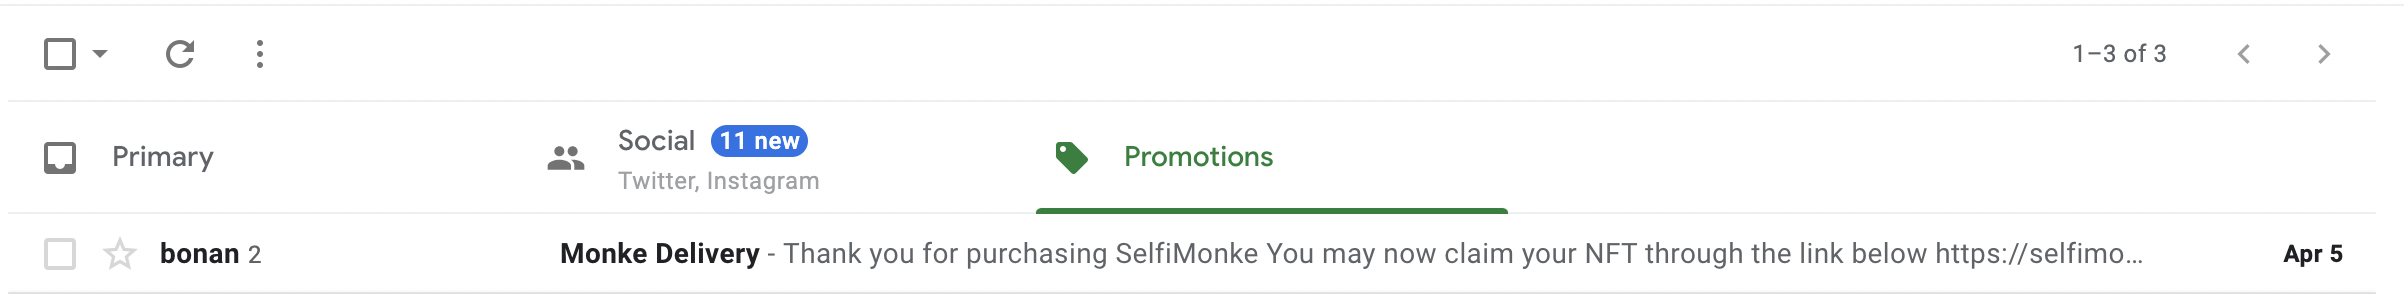 1–3 of 3
Primary
Social 11 new
Twitter, Instagram
Promotions
bonan 2 Monke Delivery - Thank you for purchasing SelfiMonke You may now claim your NFT through the link below https://selfimo... Apr 5